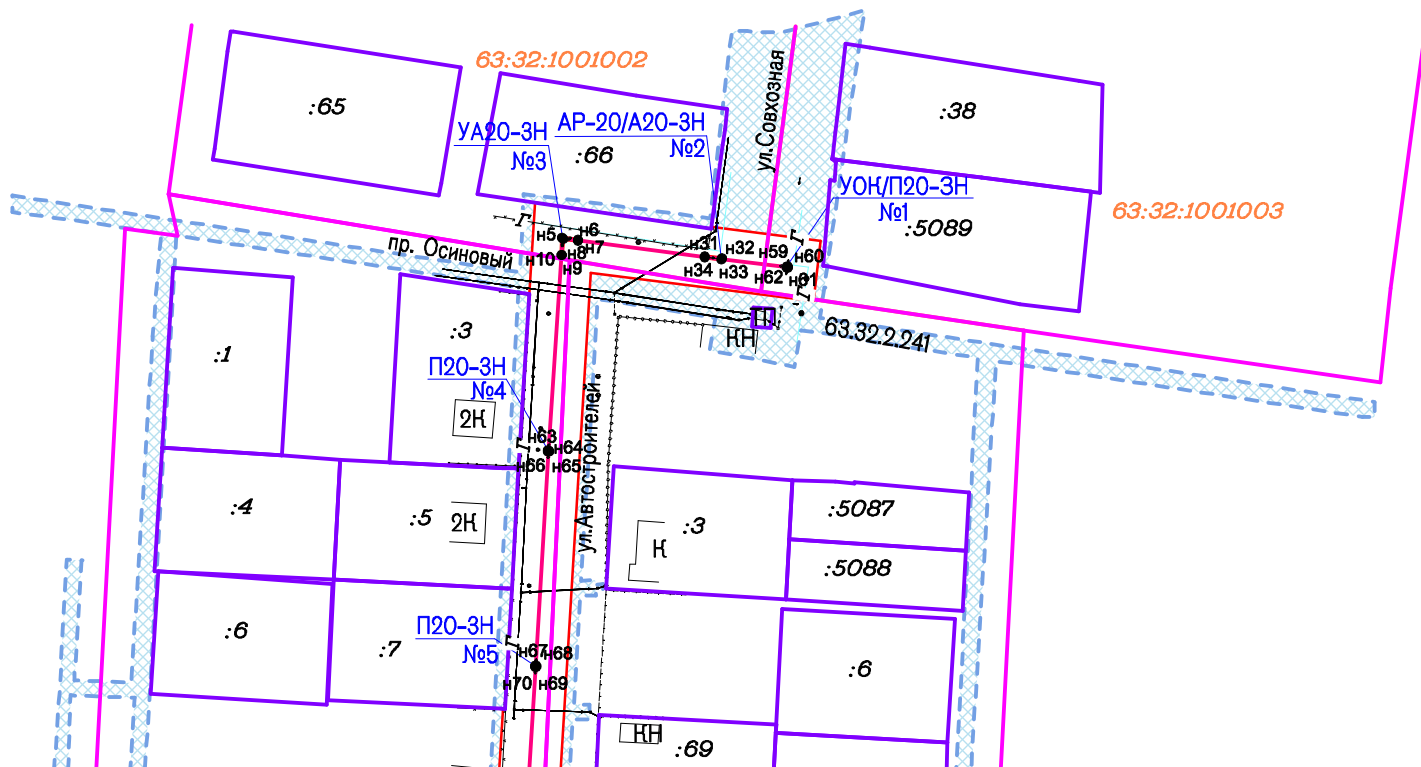 63:32:1001002
:65
:38
ул.Совхозная
АР-20/А20-3Н
№2
УА20-3Н
№3
:66
УОК/П20-3Н
№1
63:32:1001003
:5089
Г
н5
н6
н7
н8
н9
н10
н31
н32
н33
н34
н59
н60
н61
н62
Г
Г
пр. Осиновый
63.32.2.241
КН
:1
:3
П20-3Н
№4
2К
н63
н64
н65
н66
Г
ул.Автостроителей
:4
:5
2К
:3
К
:5087
:5088
:6
:7
П20-3Н
№5
Г
н67
н68
н69
н70
:6
КН
:69